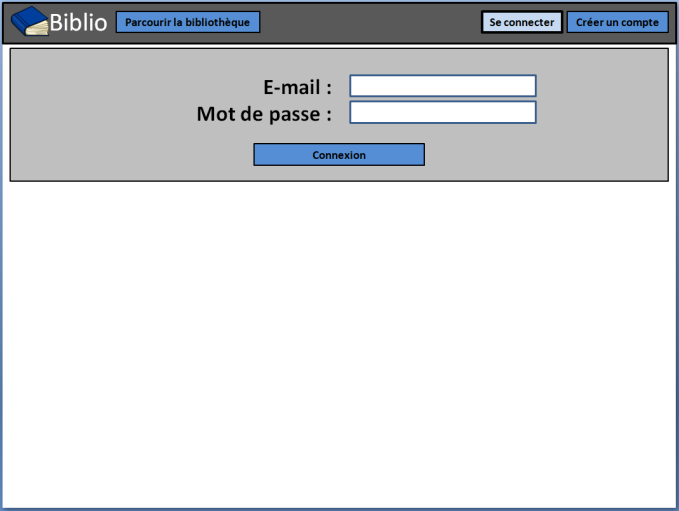 Biblio Parcourir la bibliothèque Se connecter Créer un compte
E-mail :
Mot de passe :
Connexion